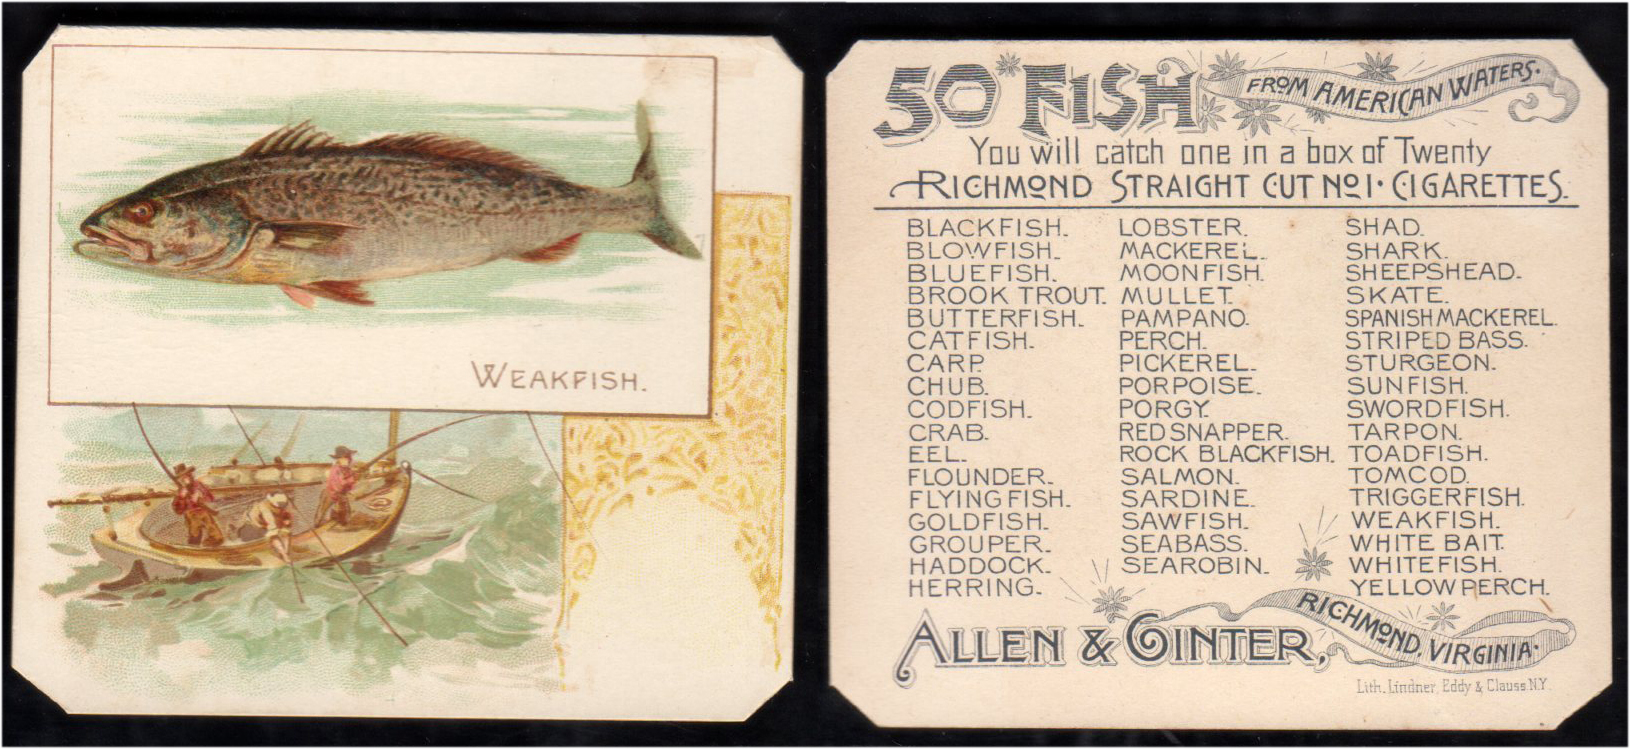 WEAKFISH.
50 FISH FROM AMERICAN WATERS.
You will catch one in a box of Twenty
RICHMOND STRAIGHT CUT No 1. CIGARETTES.
BLACKFISH.
BLOWFISH.
BLUEFISH.
BROOK TROUT.
BUTTERFISH.
CATFISH.
CARP.
CHUB.
CODFISH.
CRAB.
EEL.
FLOUNDER.
FLYING FISH.
GOLDFISH.
GROUPER.
HADDOCK.
HERRING.
LOBSTER.
MACKEREL.
MOONFISH.
MULLET.
PAMPANO.
PERCH.
PICKEREL.
PORPOISE.
PORGY.
RED SNAPPER.
ROCK BLACKFISH.
SALMON.
SARDINE.
SAWFISH.
SEABASS.
SEAROBIN.
SHAD.
SHARK.
SHEEPSHEAD.
SKATE.
SPANISH MACKEREL.
STRIPED BASS.
STURGEON.
SUNFISH.
SWORDFISH.
TARPON.
TOADFISH.
TOMCOD.
TRIGGERFISH.
WEAKFISH.
WHITE BAIT.
WHITEFISH.
YELLOW PERCH.
ALLEN & GINTER,
RICHMOND, VIRGINIA.
Lith. Lindner, Eddy & Clauss N.Y.